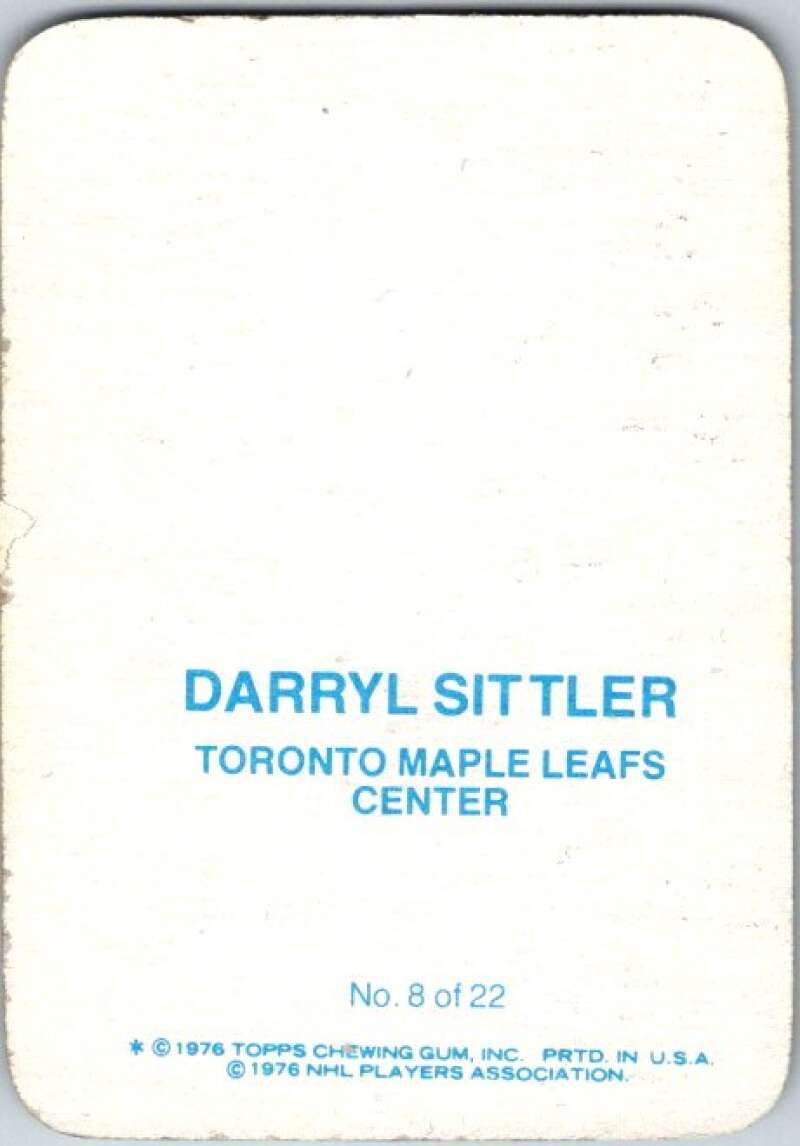 DARRYL SITTLER
TORONTO MAPLE LEAFS
CENTER
No. 8 of 22
* © 1976 TOPPS CHEWING GUM, INC. PRTD. IN U.S.A.
© 1976 NHL PLAYERS ASSOCIATION.